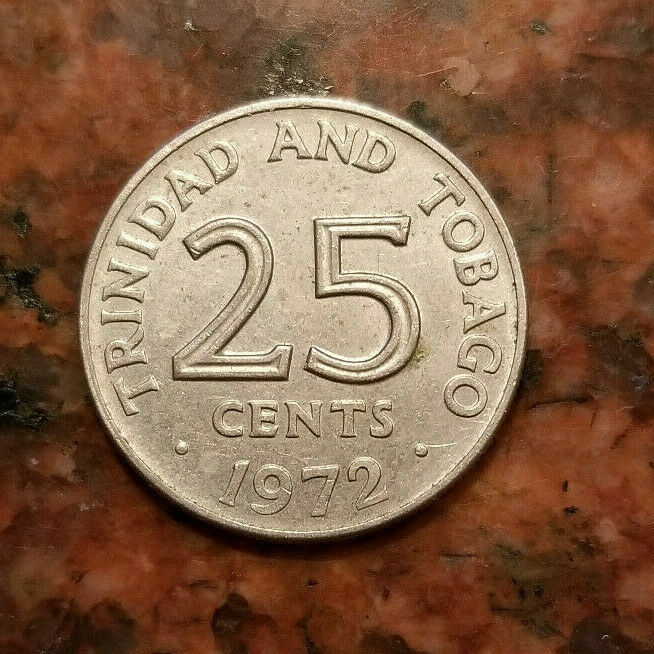 TRINIDAD AND TOBAGO
25
CENTS
• 1972 •